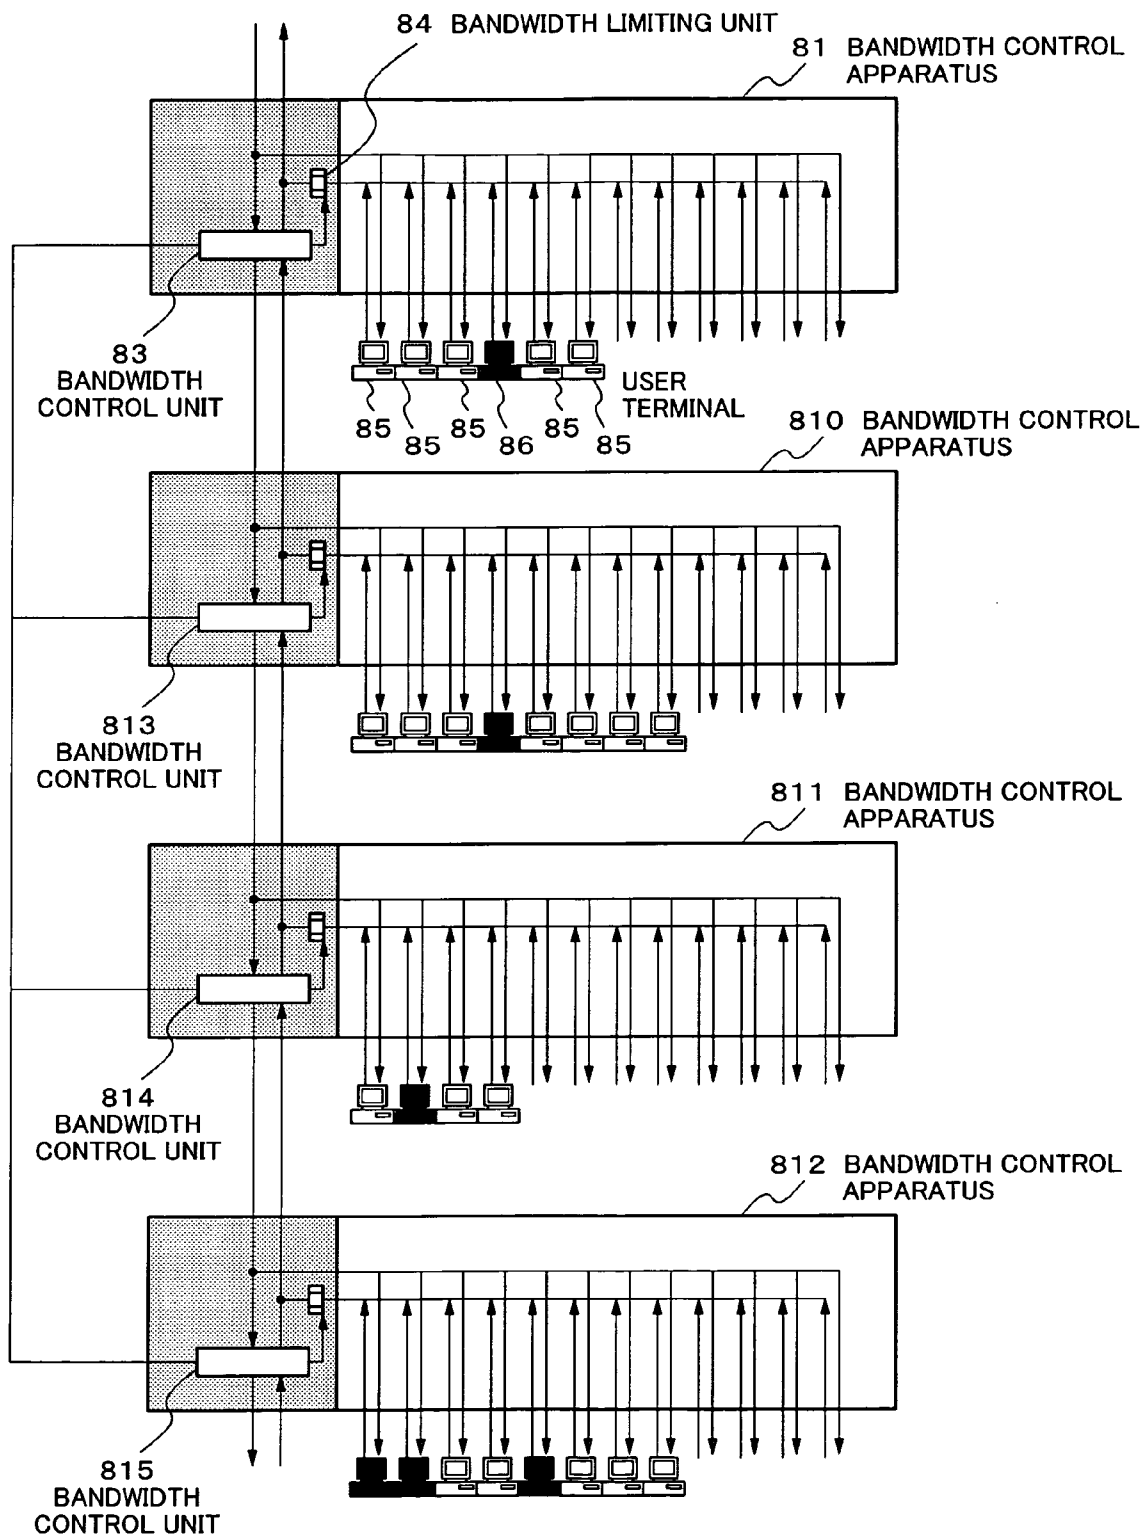 84 BANDWIDTH LIMITING UNIT
81 BANDWIDTH CONTROL
APPARATUS
83
BANDWIDTH
CONTROL UNIT
85
85
85
86
85
85
USER
TERMINAL
810 BANDWIDTH CONTROL
APPARATUS
813
BANDWIDTH
CONTROL UNIT
811 BANDWIDTH CONTROL
APPARATUS
814
BANDWIDTH
CONTROL UNIT
812 BANDWIDTH CONTROL
APPARATUS
815
BANDWIDTH
CONTROL UNIT